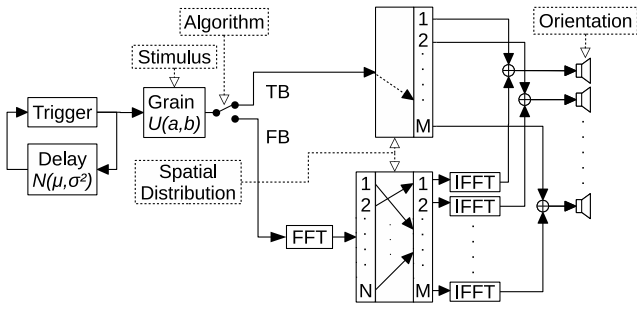 Algorithm
Stimulus
Orientation
1
2
M
Trigger
Grain
U(a,b)
TB
FB
Delay
N(μ,σ²)
Spatial
Distribution
FFT
1
2
N
1
2
M
IFFT
IFFT
IFFT